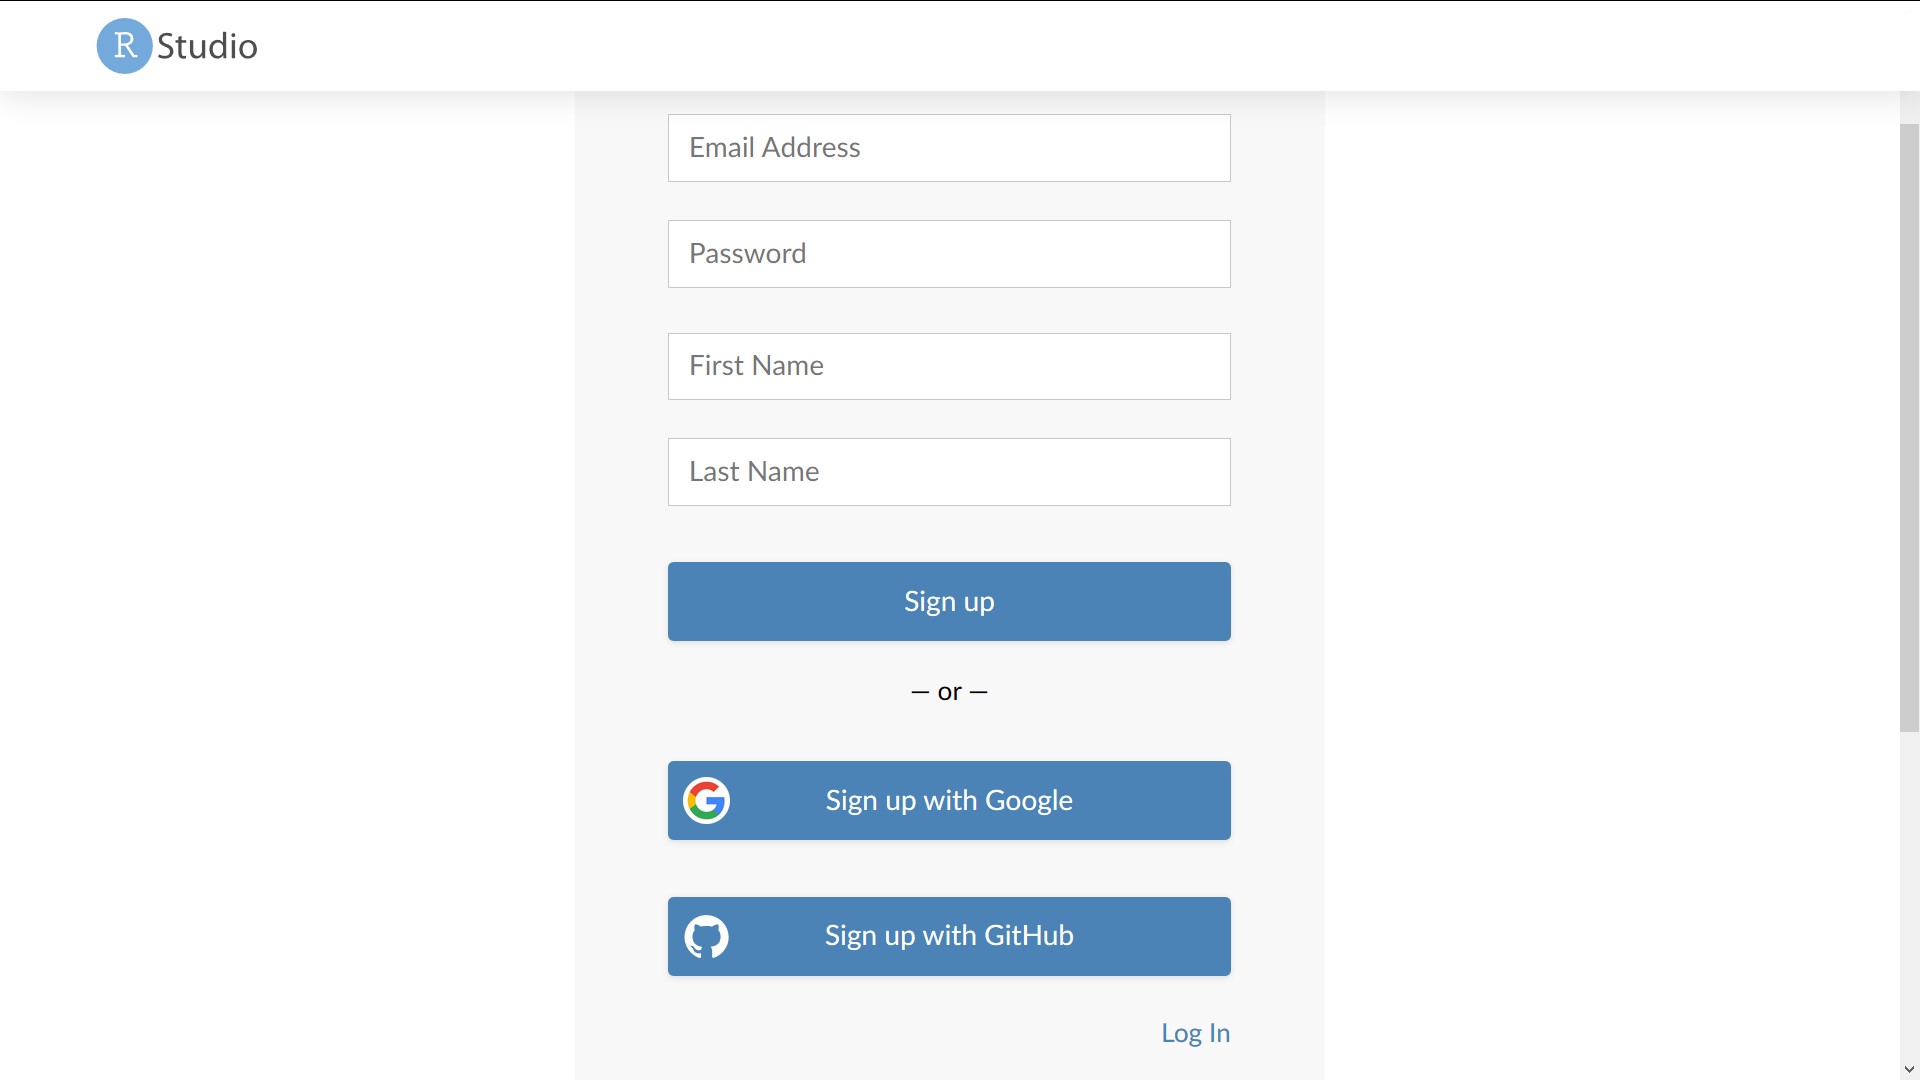 R Studio
Email Address
Password
First Name
Last Name
Sign up
— or —
Sign up with Google
Sign up with GitHub
Log In